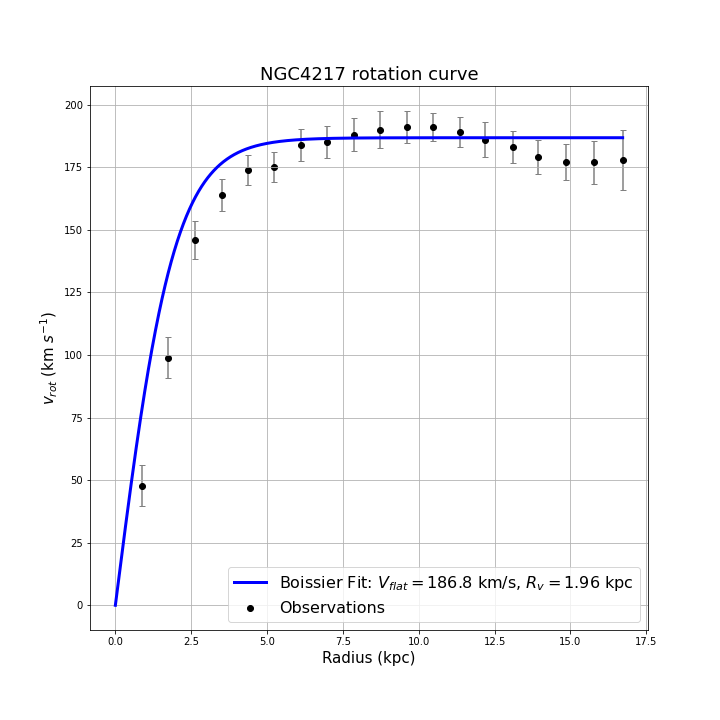 NGC4217 rotation curve
200
175
150
125
100
75
50
25
0
v_rot (km s⁻¹)
0.0 2.5 5.0 7.5 10.0 12.5 15.0 17.5
Radius (kpc)
Boissier Fit: V_flat = 186.8 km/s, R_v = 1.96 kpc
Observations